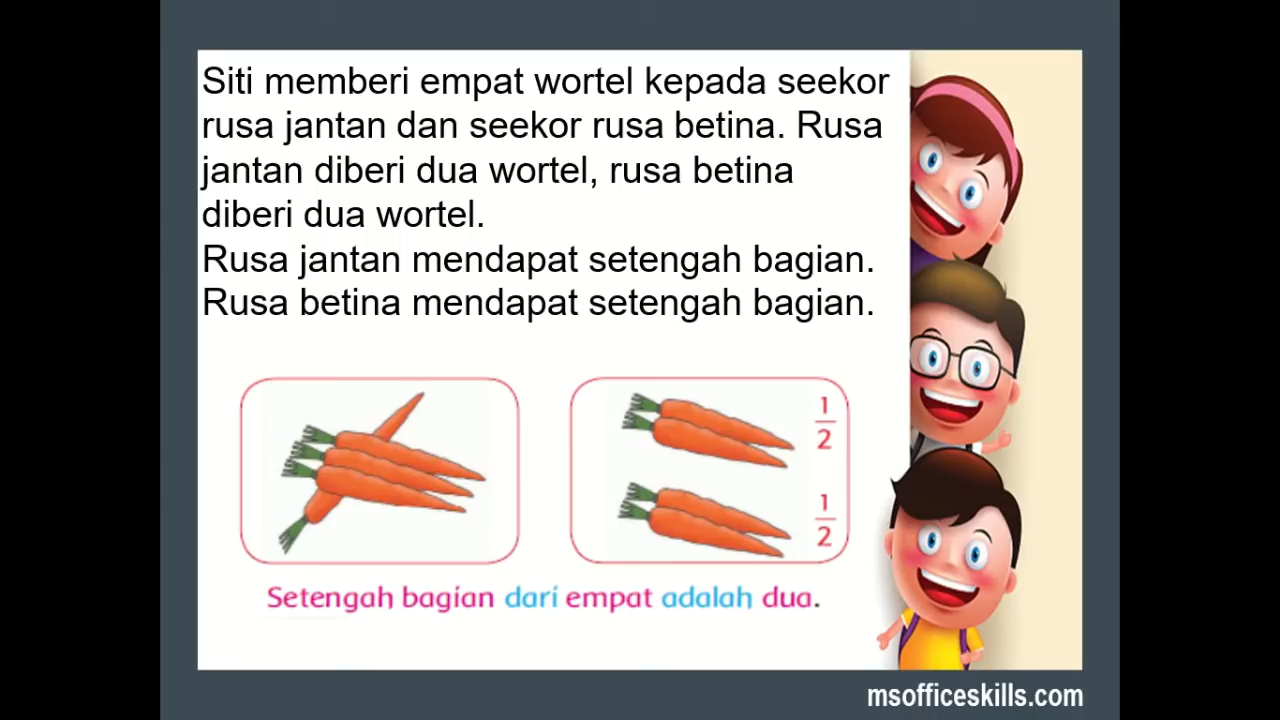 Siti memberi empat wortel kepada seekor
rusa jantan dan seekor rusa betina. Rusa
jantan diberi dua wortel, rusa betina
diberi dua wortel.
Rusa jantan mendapat setengah bagian.
Rusa betina mendapat setengah bagian.
1
2
1
2
Setengah bagian dari empat adalah dua.
msofficeskills.com